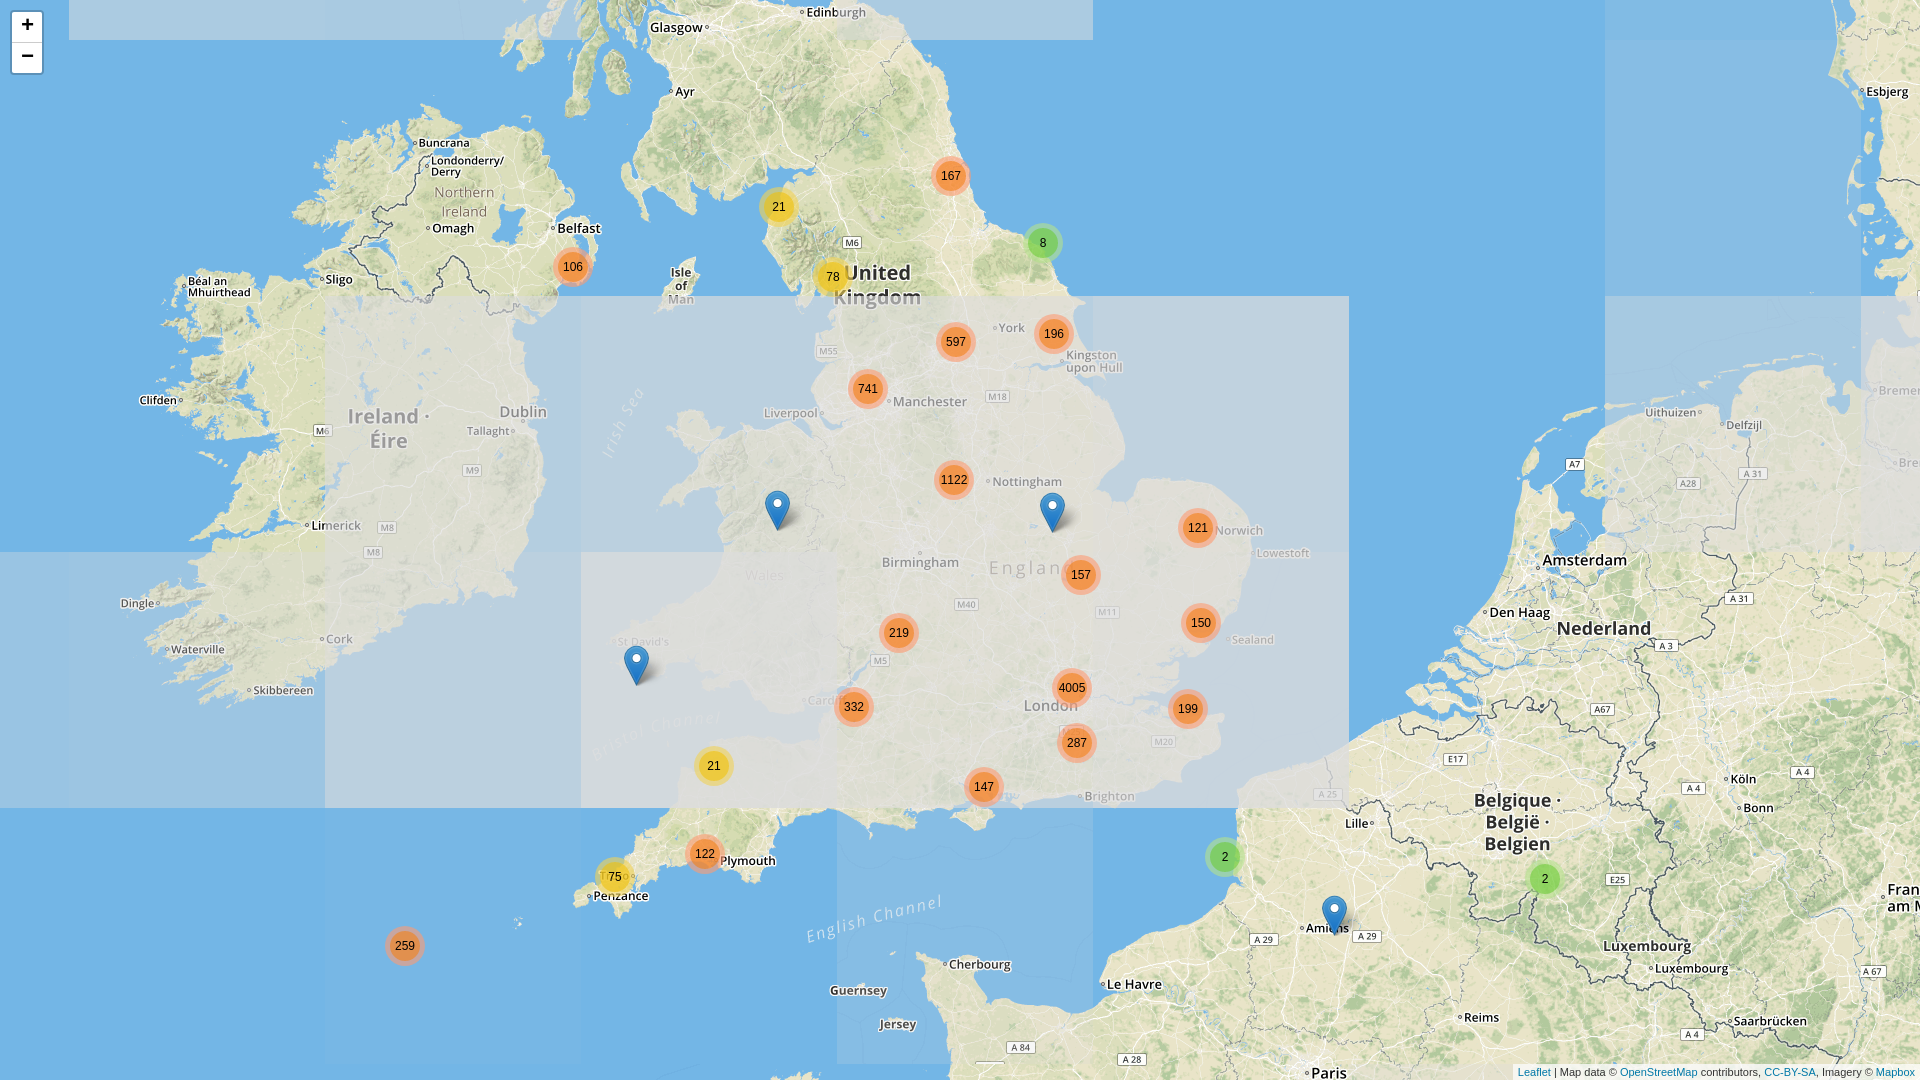 +
−
Glasgow
Edinburgh
Ayr
Esbjerg
Buncrana
Londonderry/
Derry
Northern
Ireland
Omagh
Belfast
167
21
8
M6
106
78
United
Kingdom
Isle
of
Man
Sligo
Béal an
Mhuirthead
597
York
196
M55
Kingston
upon Hull
741
Manchester
M18
Liverpool
Irish Sea
Clifden
Ireland ·
Éire
Dublin
Tallaght
M6
M9
Uithuizen
Delfzijl
Bremen
A7
A28
A 31
1122
Nottingham
Limerick
M8
M8
121
Norwich
Lowestoft
Birmingham
England
157
Wales
Amsterdam
Dingle
M40
M11
Den Haag
A 31
Nederland
219
150
Sealand
Cork
St David's
Waterville
M5
A 3
Skibbereen
4005
Cardiff
332
London
199
A67
287
M20
Bristol Channel
21
E17
147
Brighton
A 25
Köln
A 4
A 4
Bonn
Belgique ·
België ·
Belgien
Lille
122
Plymouth
2
75
Penzance
2
E25
English Channel
259
Amiens
A 29
A 29
Luxembourg
Luxembourg
A 67
Cherbourg
Le Havre
Guernsey
Jersey
Reims
Saarbrücken
A 84
A 28
A 4
Paris
Leaflet | Map data © OpenStreetMap contributors, CC-BY-SA, Imagery © Mapbox